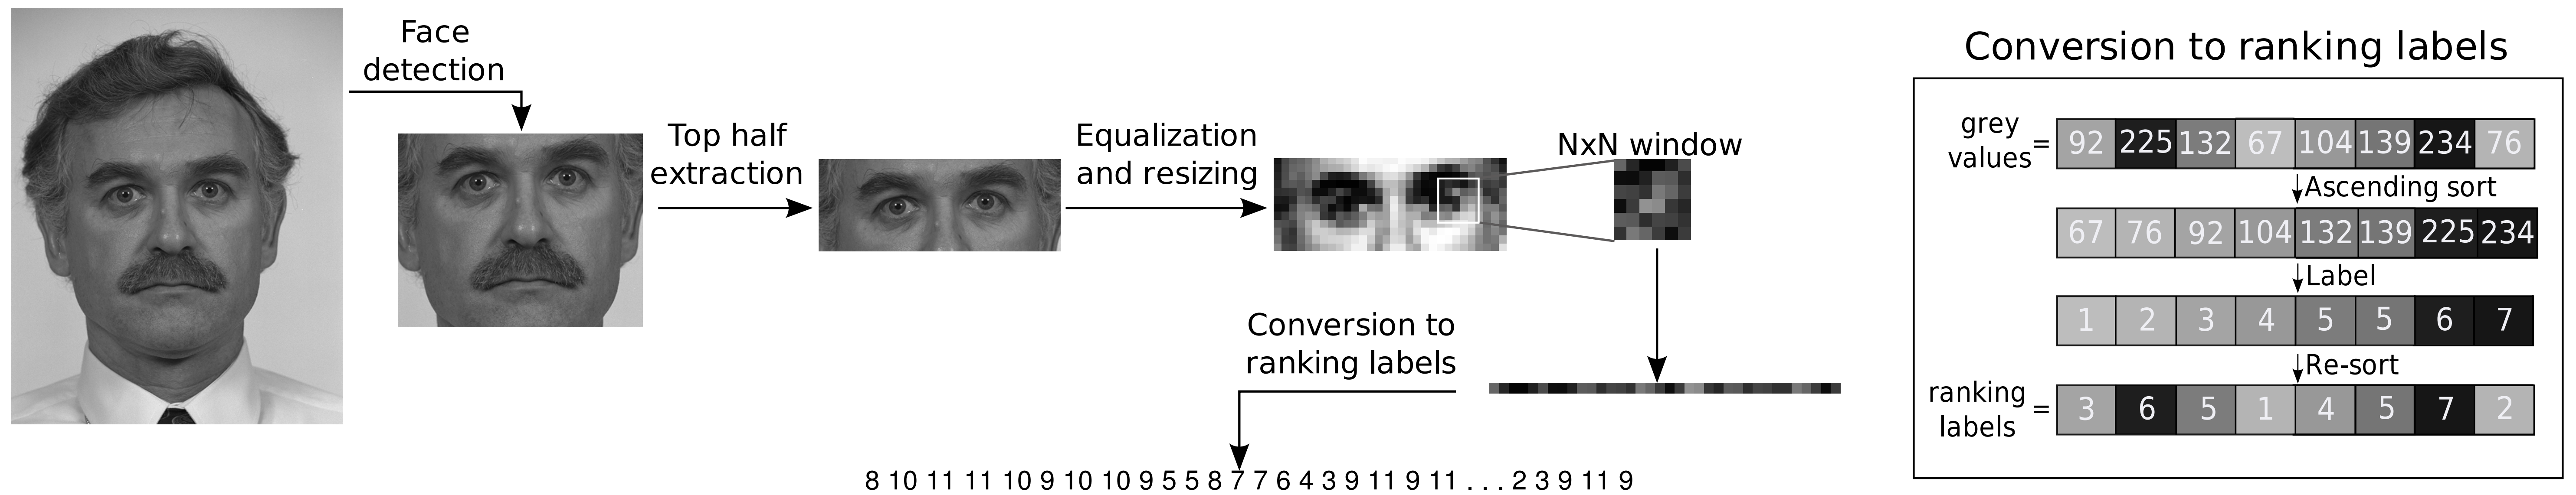 Face
detection
Top half
extraction
Equalization
and resizing
NxN window
Conversion to
ranking labels
8 10 11 11 10 9 10 10 9 5 5 8 7 7 6 4 3 9 11 9 11 . . . 2 3 9 11 9
Conversion to ranking labels
grey
values = 92 225 132 67 104 139 234 76
Ascending sort
67 76 92 104 132 139 225 234
Label
1 2 3 4 5 5 6 7
Re-sort
ranking
labels = 3 6 5 1 4 5 7 2